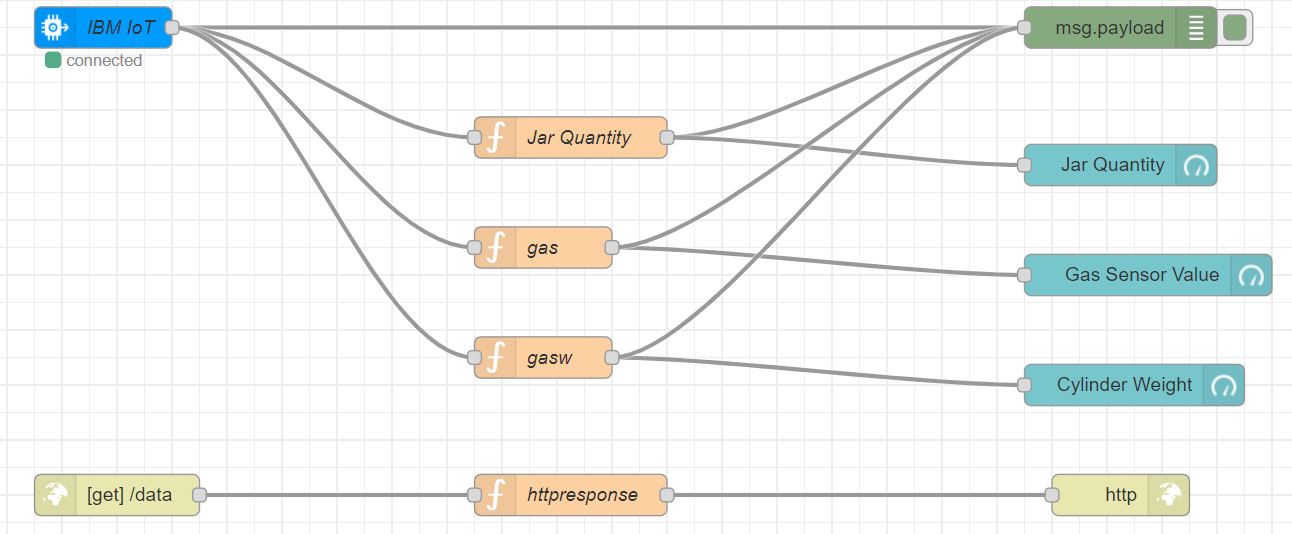 IBM IoT
msg.payload
connected
Jar Quantity
Jar Quantity
gas
Gas Sensor Value
gasw
Cylinder Weight
[get] /data
httpresponse
http